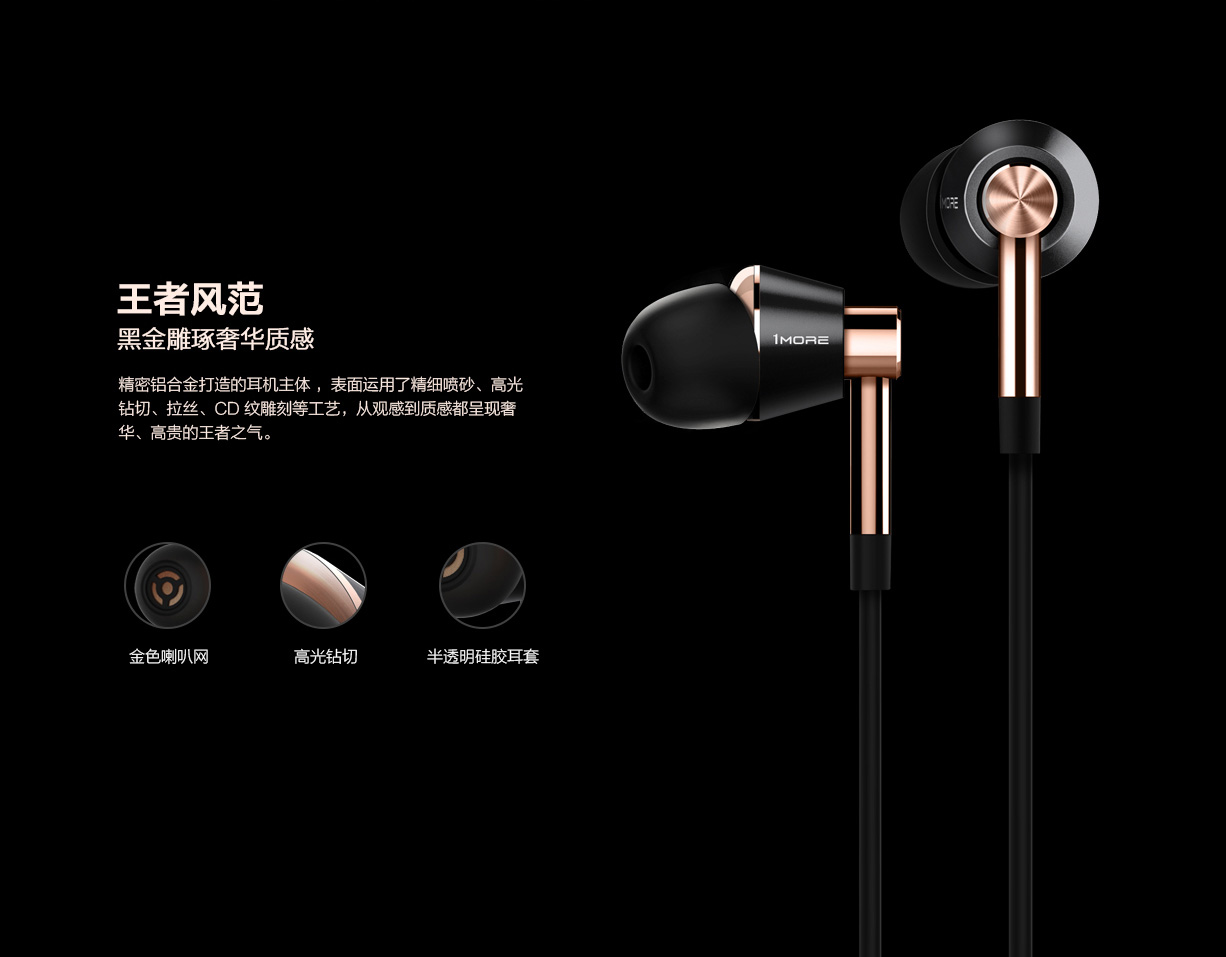 王者风范
黑金雕琢奢华质感
精密铝合金打造的耳机主体，表面运用了精细喷砂、高光
钻切、拉丝、CD 纹雕刻等工艺，从观感到质感都呈现奢
华、高贵的王者之气。
金色喇叭网
高光钻切
半透明硅胶耳套
1MORE
MORE